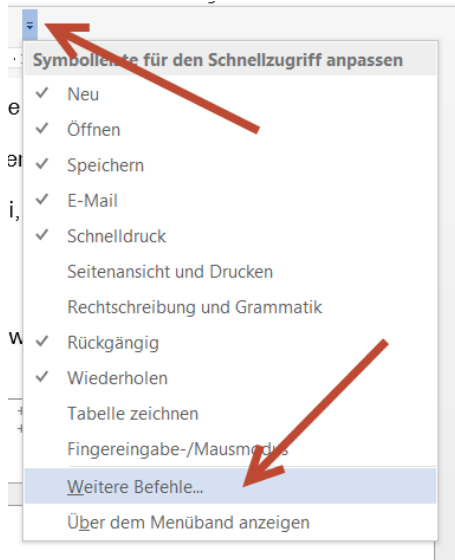 Symbolleiste für den Schnellzugriff anpassen
Neu
Öffnen
Speichern
E-Mail
Schnelldruck
Seitenansicht und Drucken
Rechtschreibung und Grammatik
Rückgängig
Wiederholen
Tabelle zeichnen
Fingereingabe-/Mausmodus
Weitere Befehle...
Über dem Menüband anzeigen